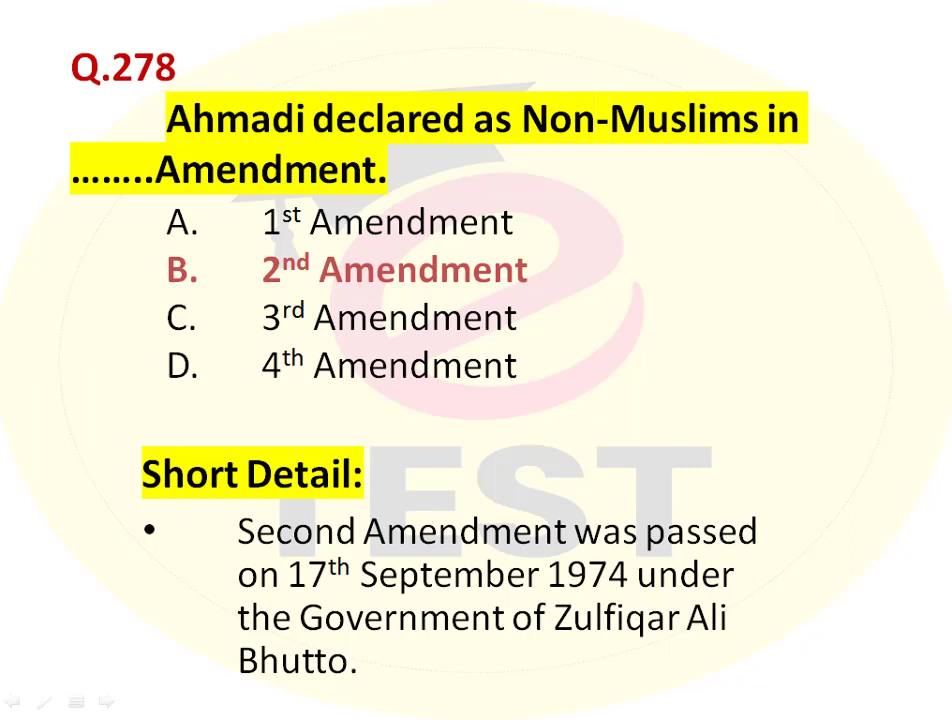 Q.278
Ahmadi declared as Non-Muslims in
……..Amendment.
A. 1st Amendment
B. 2nd Amendment
C. 3rd Amendment
D. 4th Amendment
Short Detail:
• Second Amendment was passed
on 17th September 1974 under
the Government of Zulfiqar Ali
Bhutto.
e
TEST